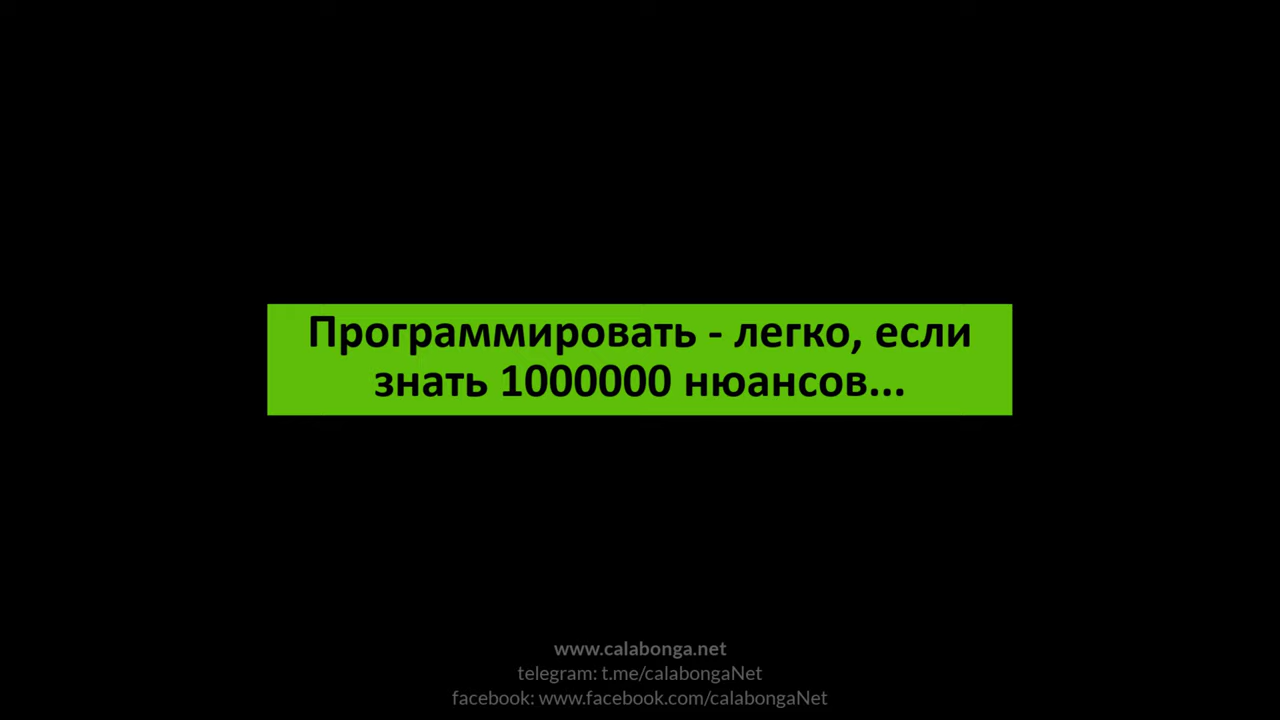 Программировать - легко, если
знать 1000000 нюансов...
www.calabonga.net
telegram: t.me/calabongaNet
facebook: www.facebook.com/calabongaNet